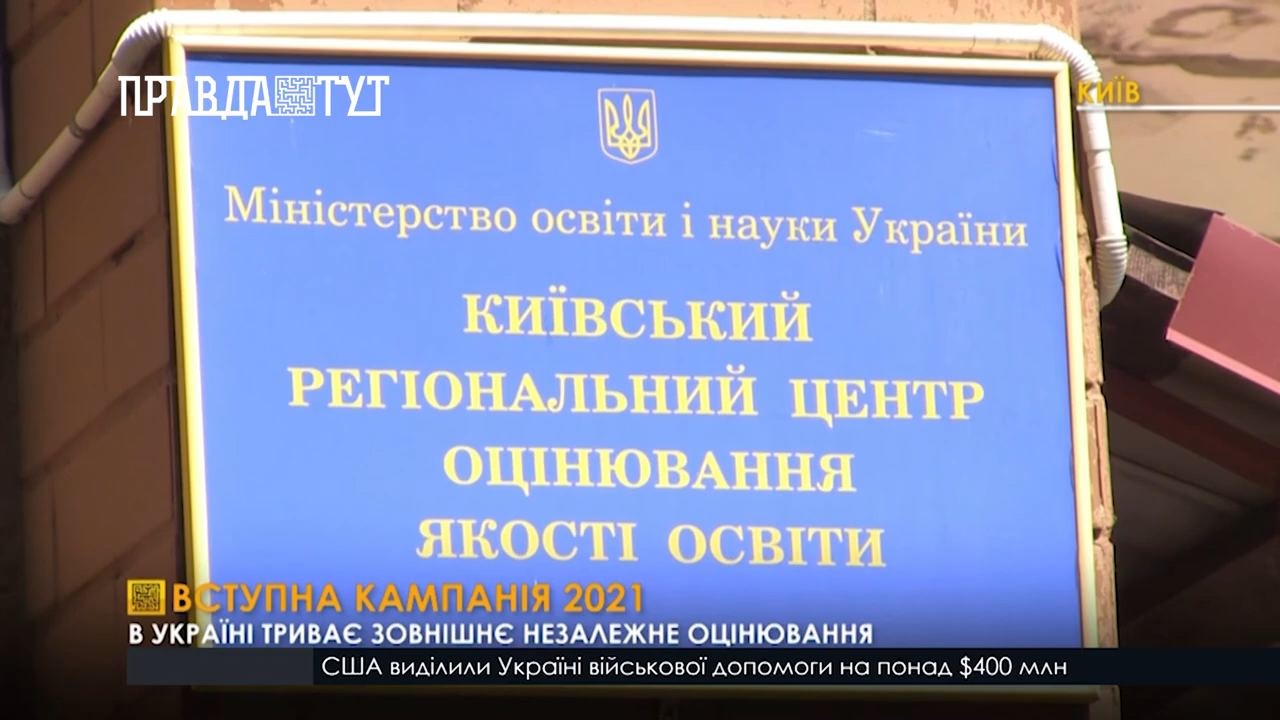 ПРАВДА ТУТ
КИЇВ
Міністерство освіти і науки України
КИЇВСЬКИЙ
РЕГІОНАЛЬНИЙ ЦЕНТР
ОЦІНЮВАННЯ
ЯКОСТІ ОСВІТИ
ВСТУПНА КАМПАНІЯ 2021
В УКРАЇНІ ТРИВАЄ ЗОВНІШНЄ НЕЗАЛЕЖНЕ ОЦІНЮВАННЯ
США виділили Україні військової допомоги на понад $400 млн